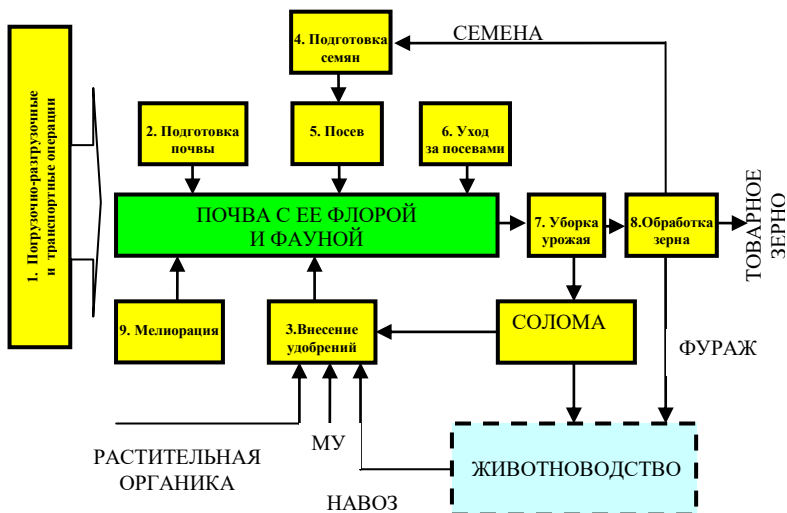 4. Подготовка
семян
СЕМЕНА
1. Погрузочно-разгрузочные
и транспортные операции
2. Подготовка
почвы
5. Посев
6. Уход
за посевами
ПОЧВА С ЕЕ ФЛОРОЙ
И ФАУНОЙ
7. Уборка
урожая
8.Обработка
зерна
ТОВАРНОЕ
ЗЕРНО
9. Мелиорация
3.Внесение
удобрений
СОЛОМА
ФУРАЖ
РАСТИТЕЛЬНАЯ
ОРГАНИКА
МУ
НАВОЗ
ЖИВОТНОВОДСТВО